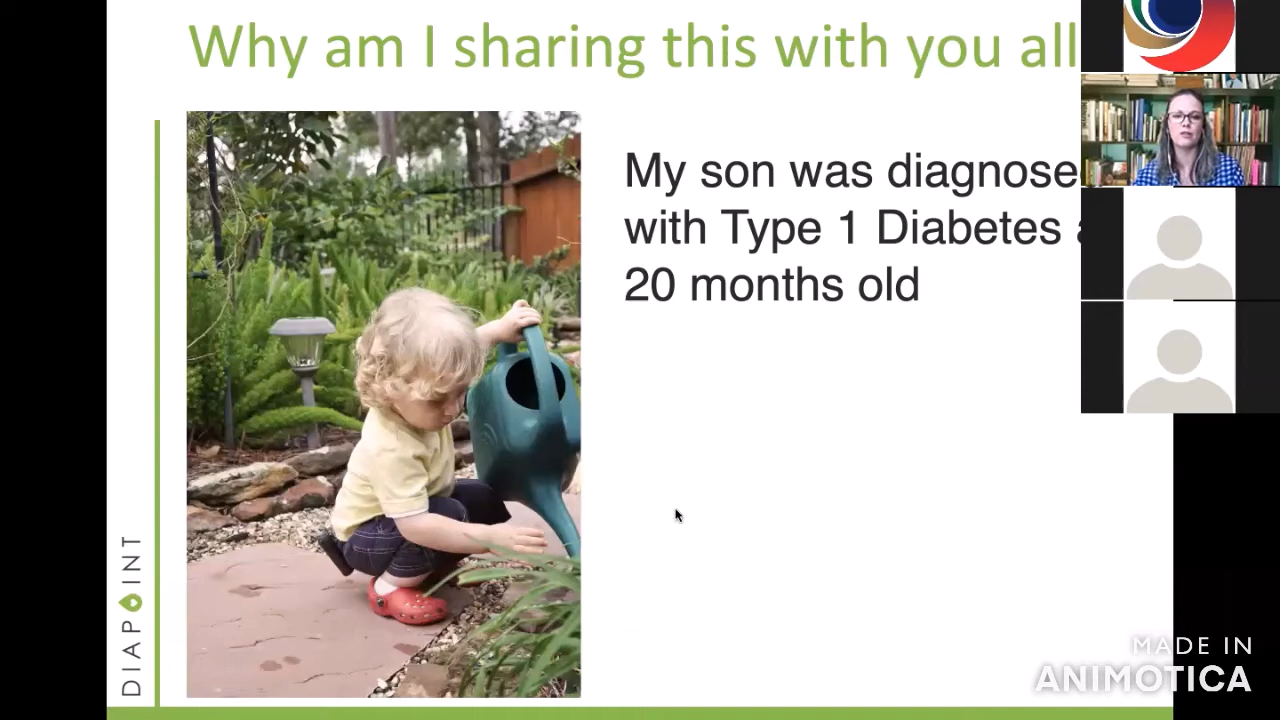 Why am I sharing this with you all
My son was diagnose
with Type 1 Diabetes a
20 months old
DIAPOINT
MADE IN
ANIMOTICA